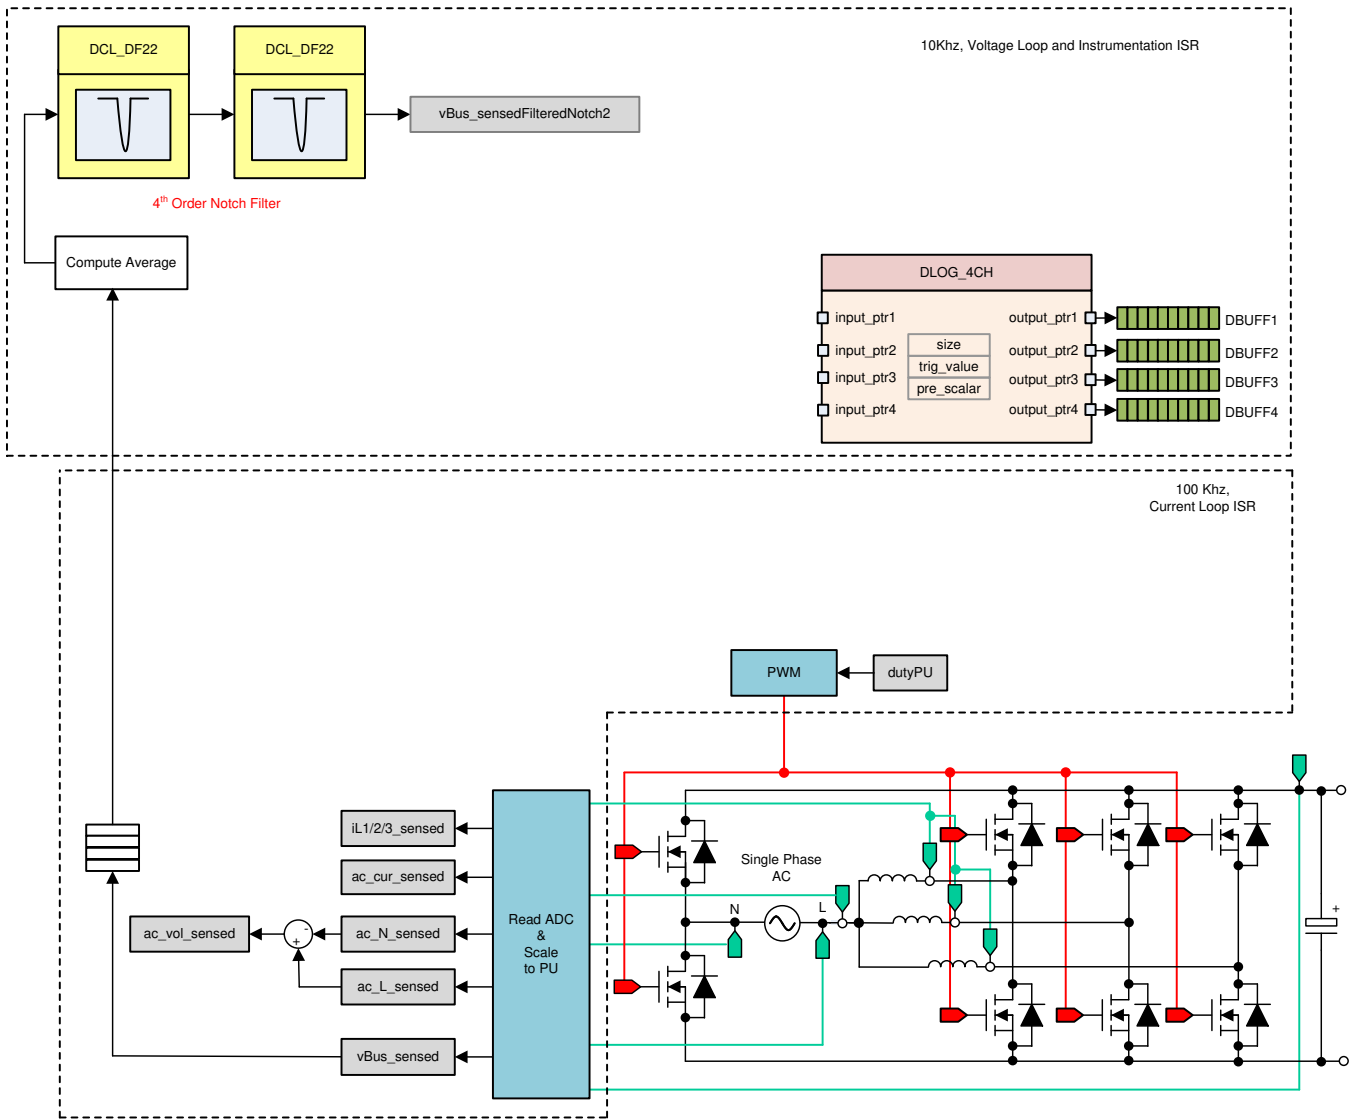 DCL_DF22
DCL_DF22
10Khz, Voltage Loop and Instrumentation ISR
vBus_sensedFilteredNotch2
4th Order Notch Filter
Compute Average
DLOG_4CH
input_ptr1
output_ptr1
DBUFF1
size
input_ptr2
output_ptr2
DBUFF2
trig_value
input_ptr3
output_ptr3
DBUFF3
pre_scalar
input_ptr4
output_ptr4
DBUFF4
100 Khz,
Current Loop ISR
PWM
dutyPU
iL1/2/3_sensed
ac_cur_sensed
Single Phase
AC
N
L
+
ac_vol_sensed
-
+
ac_N_sensed
Read ADC
&
Scale
to PU
ac_L_sensed
vBus_sensed